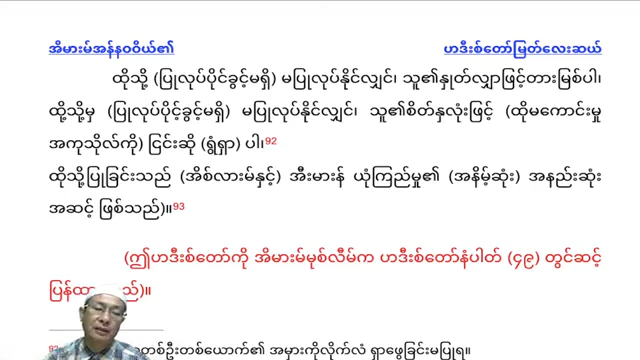 အိမာမ်အန်နဝဝီယ်၏ ဟဒီးစ်တော်မြတ်လေးဆယ်
ထိုသို့ (ပြုလုပ်ပိုင်ခွင့်မရှိ) မပြုလုပ်နိုင်လျှင်၊ သူ၏နှုတ်လျှာဖြင့်တားမြစ်ပါ၊
ထို့သို့မှ (ပြုလုပ်ပိုင့်ခွင့်မရှိ) မပြုလုပ်နိုင်လျှင်၊ သူ၏စိတ်နှလုံးဖြင့် (ထိုမကောင်းမှု
အကုသိုလ်ကို) ငြင်းဆို (ရွံရှာ) ပါ၊92
ထိုသို့ပြုခြင်းသည် (အိစ်လားမ်နှင့်) အီးမားန် ယုံကြည်မှု၏ (အနိမ့်ဆုံး) အနည်းဆုံး
အဆင့် ဖြစ်သည်)။93
(ဤဟဒီးစ်တော်ကို အိမာမ်မုစ်လီမ်က ဟဒီးစ်တော်နံပါတ် (၄၉) တွင်ဆင့်
ပြန်ထာ ည်)။
92 တစ်ဦးတစ်ယောက်၏ အမှားကိုလိုက်လံ ရှာဖွေခြင်းမပြုရ။